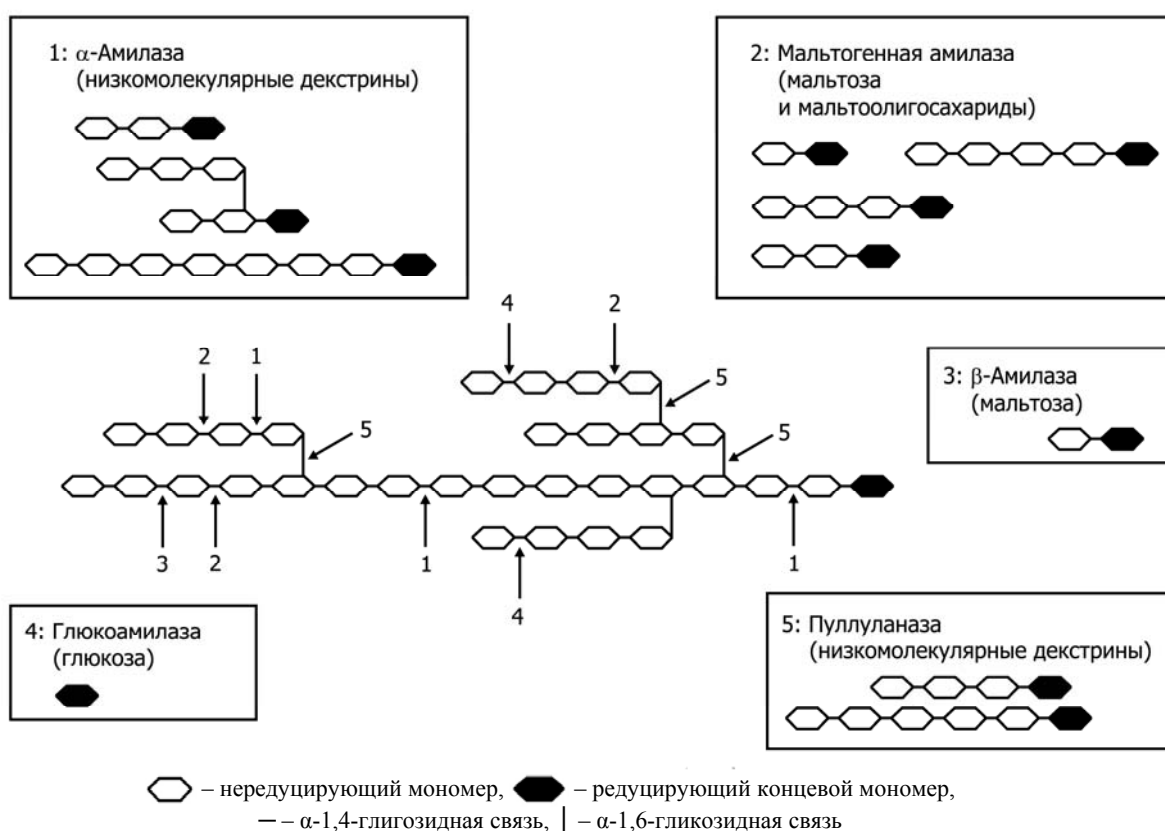 1: α-Амилаза
(низкомолекулярные декстрины)
2: Мальтогенная амилаза
(мальтоза
и мальтоолигосахариды)
4
2
2
1
5
5
5
3: β-Амилаза
(мальтоза)
3
2
1
1
4
4: Глюкоамилаза
(глюкоза)
5: Пуллуланаза
(низкомолекулярные декстрины)
– нередуцирующий мономер, – редуцирующий концевой мономер,
– α-1,4-глигозидная связь, – α-1,6-гликозидная связь